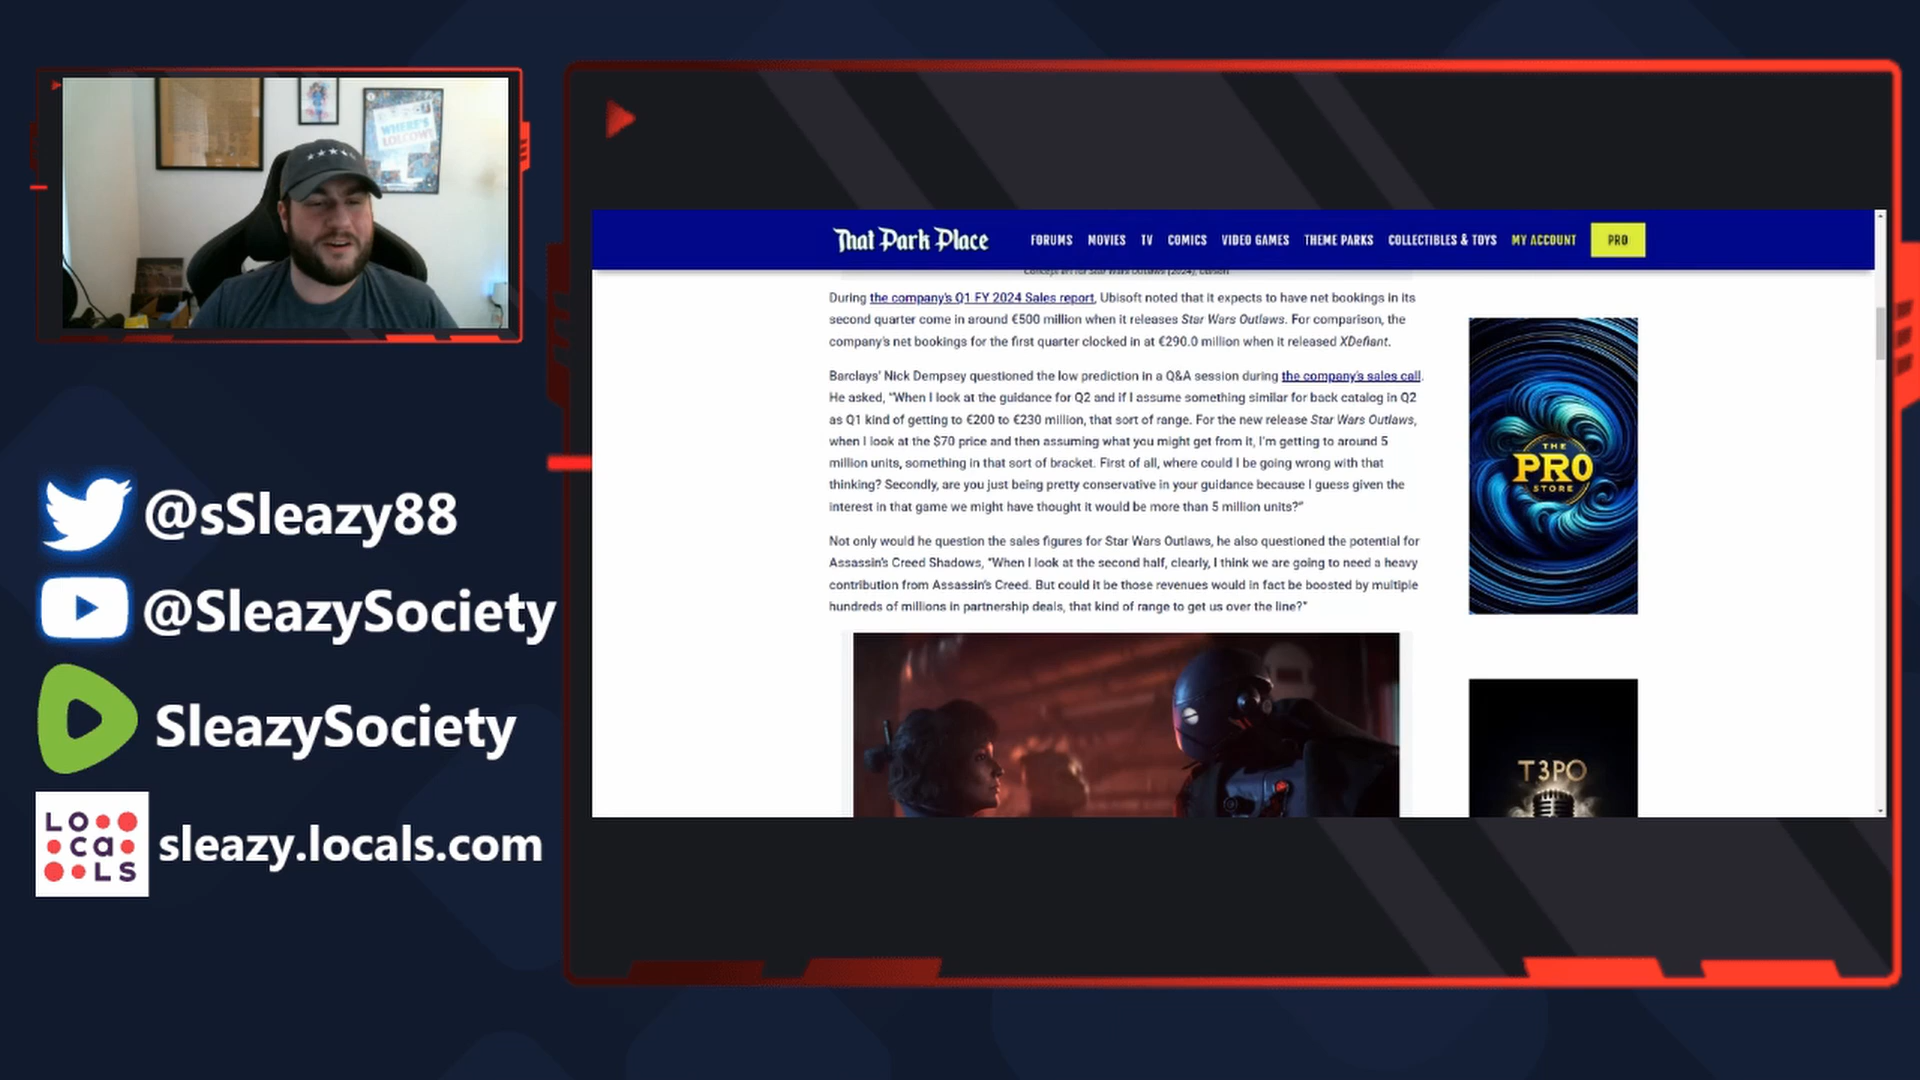 WHERE'S
LOLCOW?
@sSleazy88
@SleazySociety
SleazySociety
LOcaLS
sleazy.locals.com
That Park Place FORUMS MOVIES TV COMICS VIDEO GAMES THEME PARKS COLLECTIBLES & TOYS MY ACCOUNT PRO
Concept art for Star Wars Outlaws (2024), Ubisoft
During the company's Q1 FY 2024 Sales report, Ubisoft noted that it expects to have net bookings in its
second quarter come in around €500 million when it releases Star Wars Outlaws. For comparison, the
company's net bookings for the first quarter clocked in at €290.0 million when it released XDefiant.
Barclays' Nick Dempsey questioned the low prediction in a Q&A session during the company's sales call.
He asked, "When I look at the guidance for Q2 and if I assume something similar for back catalog in Q2
as Q1 kind of getting to €200 to €230 million, that sort of range. For the new release Star Wars Outlaws,
when I look at the $70 price and then assuming what you might get from it, I'm getting to around 5
million units, something in that sort of bracket. First of all, where could I be going wrong with that
thinking? Secondly, are you just being pretty conservative in your guidance because I guess given the
interest in that game we might have thought it would be more than 5 million units?"
Not only would he question the sales figures for Star Wars Outlaws, he also questioned the potential for
Assassin's Creed Shadows, "When I look at the second half, clearly, I think we are going to need a heavy
contribution from Assassin's Creed. But could it be those revenues would in fact be boosted by multiple
hundreds of millions in partnership deals, that kind of range to get us over the line?"
THE
PRO
STORE
T3PO